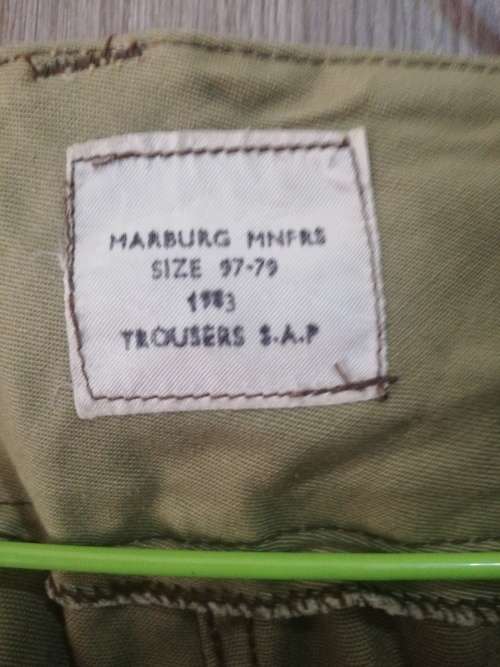 MARBURG MNFRS
SIZE 97-79
1983
TROUSERS S.A.P